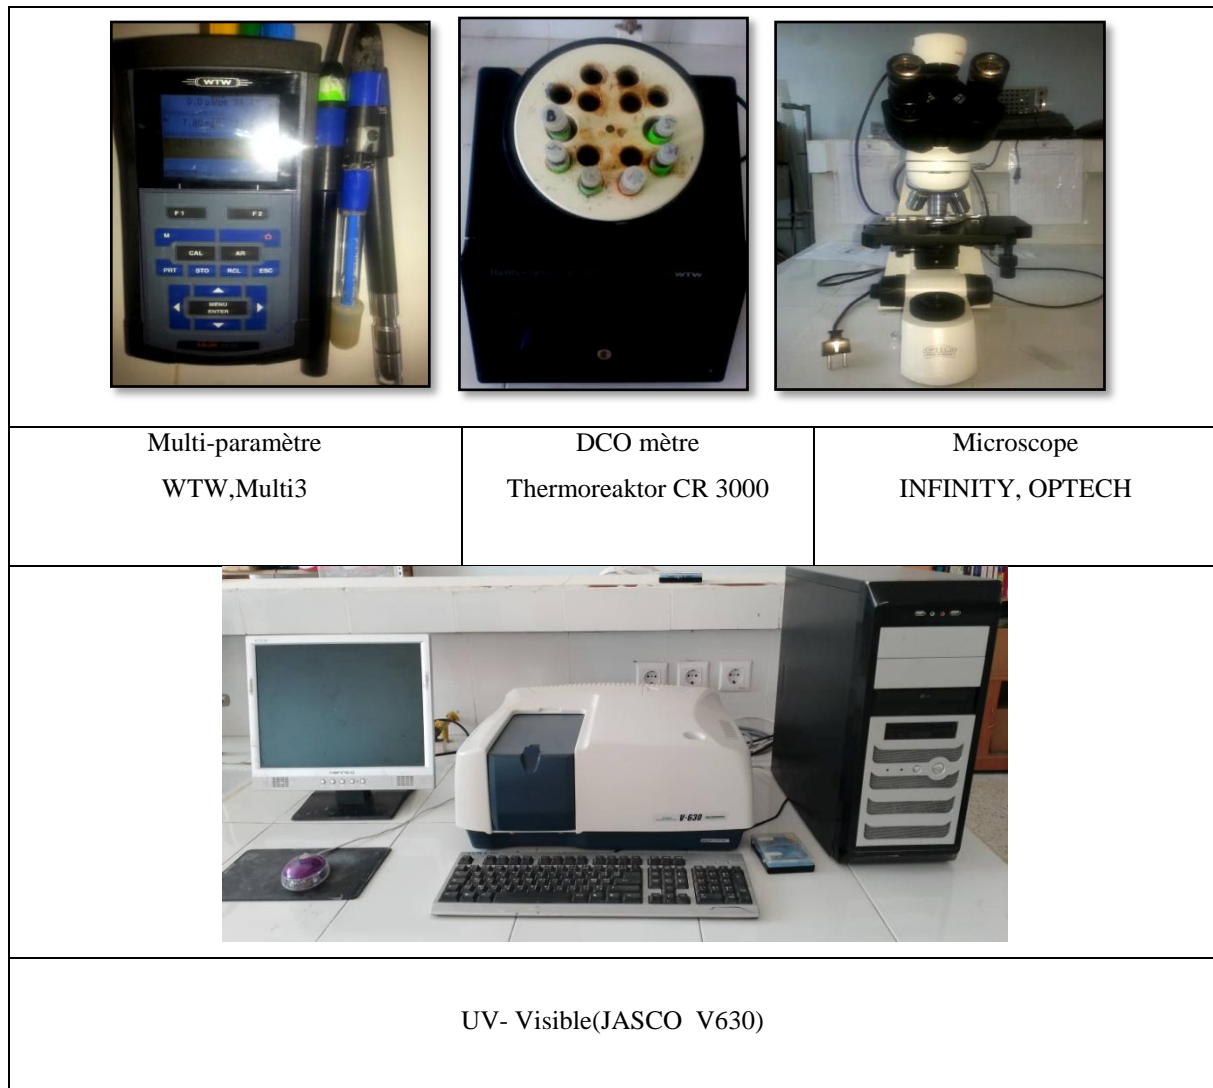 WTW
F1 F2
M
CAL AR
PRT STO RCL ESC
MENU
ENTER
WTW
OPTECH
Multi-paramètre
WTW,Multi3
DCO mètre
Thermoreaktor CR 3000
Microscope
INFINITY, OPTECH
V-630
UV- Visible(JASCO V630)